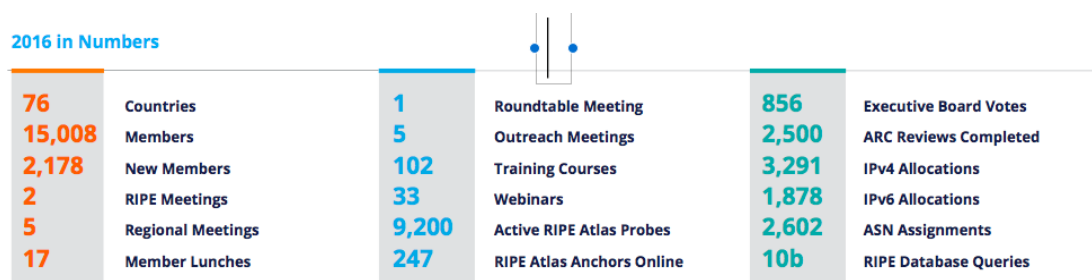 2016 in Numbers
76 Countries
15,008 Members
2,178 New Members
2 RIPE Meetings
5 Regional Meetings
17 Member Lunches
1 Roundtable Meeting
5 Outreach Meetings
102 Training Courses
33 Webinars
9,200 Active RIPE Atlas Probes
247 RIPE Atlas Anchors Online
856 Executive Board Votes
2,500 ARC Reviews Completed
3,291 IPv4 Allocations
1,878 IPv6 Allocations
2,602 ASN Assignments
10b RIPE Database Queries